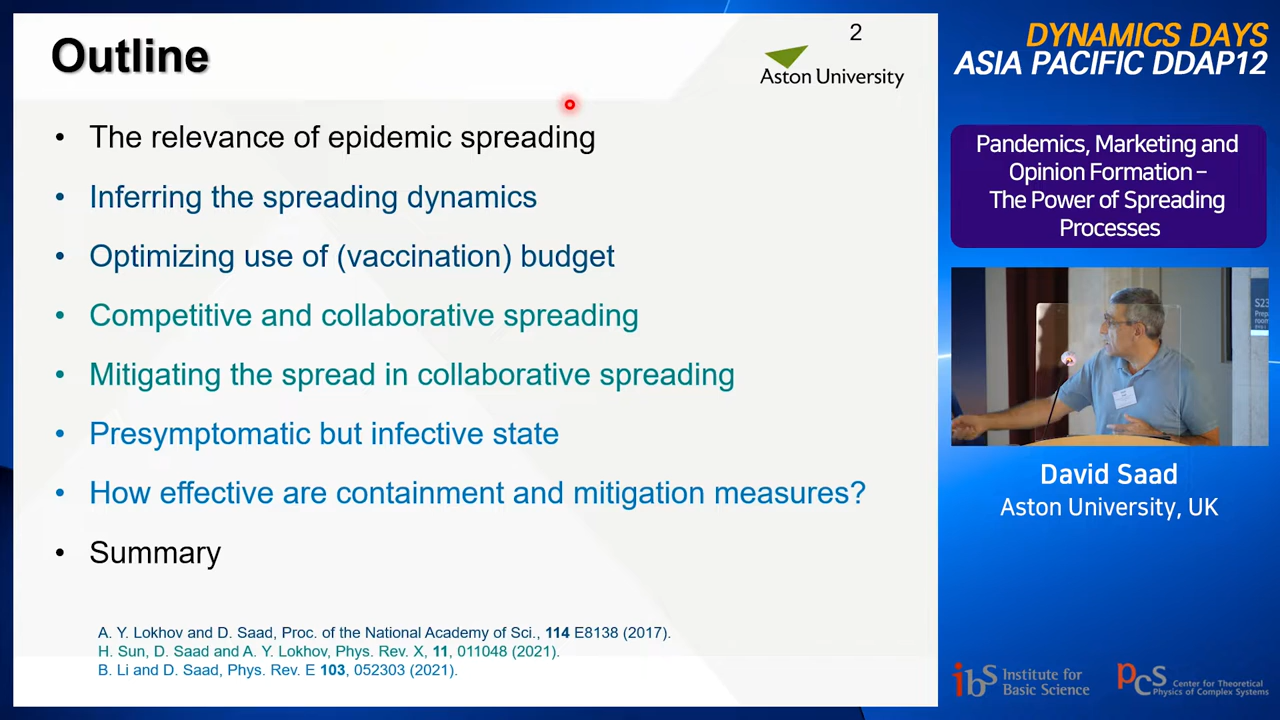 Outline
2
Aston University
• The relevance of epidemic spreading
• Inferring the spreading dynamics
• Optimizing use of (vaccination) budget
• Competitive and collaborative spreading
• Mitigating the spread in collaborative spreading
• Presymptomatic but infective state
• How effective are containment and mitigation measures?
• Summary
A. Y. Lokhov and D. Saad, Proc. of the National Academy of Sci., 114 E8138 (2017).
H. Sun, D. Saad and A. Y. Lokhov, Phys. Rev. X, 11, 011048 (2021).
B. Li and D. Saad, Phys. Rev. E 103, 052303 (2021).
DYNAMICS DAYS
ASIA PACIFIC DDAP12
Pandemics, Marketing and
Opinion Formation –
The Power of Spreading
Processes
David Saad
Aston University, UK
ibS Institute for
Basic Science
pcs Center for Theoretical
Physics of Complex Systems